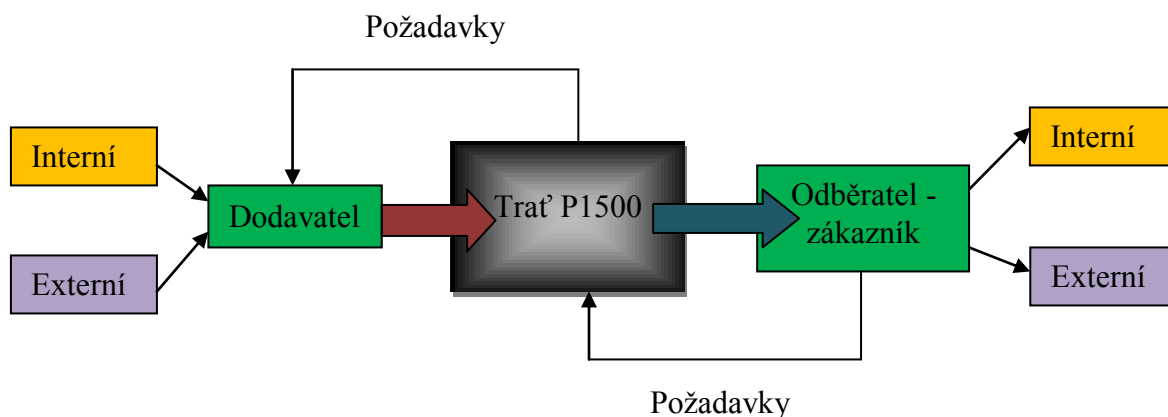 Požadavky
Interní
Externí
Dodavatel
Trať P1500
Odběratel -
zákazník
Interní
Externí
Požadavky